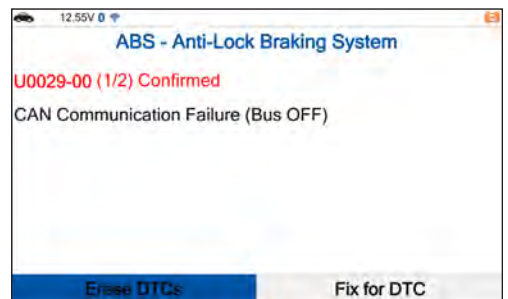 12.55V
ABS - Anti-Lock Braking System
U0029-00 (1/2) Confirmed
CAN Communication Failure (Bus OFF)
Erase DTCs
Fix for DTC